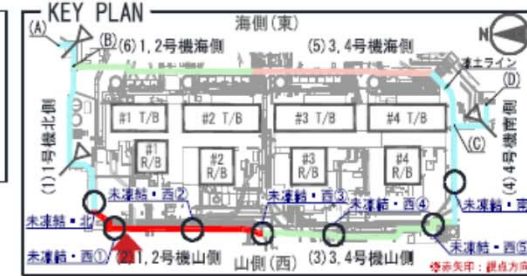 KEY PLAN
海側(東)
N
(A)
(B)
(6)1,2号機海側
(5)3,4号機海側
凍土ライン
(D)
#1 T/B
#2 T/B
#3 T/B
#4 T/B
(1)1号機北側
#1
R/B
#2
R/B
#3
R/B
#4
R/B
(C)
(4)4号機南側
未凍結・北
未凍結・西②
未凍結・西③
未凍結・西④
未凍結・南
未凍結・西①
(2)1,2号機山側
(3)3,4号機山側
未凍結・西⑤
山側(西)
※赤矢印:視点方向